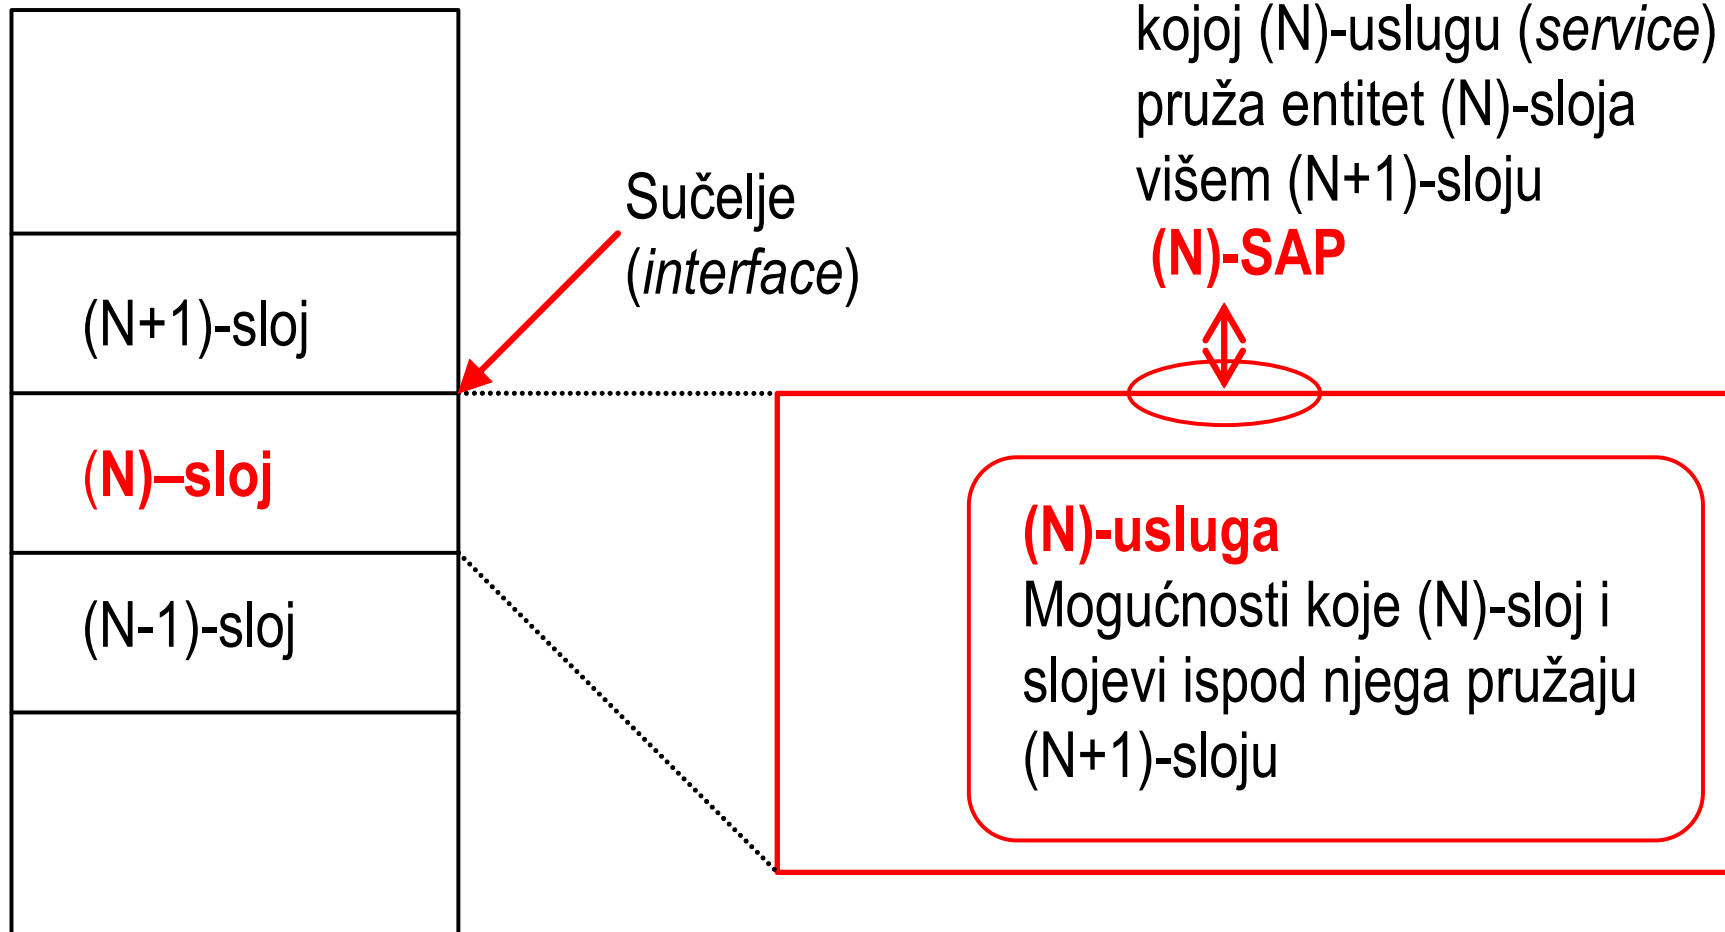 kojoj (N)-uslugu (service)
pruža entitet (N)-sloja
višem (N+1)-sloju
(N)-SAP
Sučelje
(interface)
(N+1)-sloj
(N)–sloj
(N-1)-sloj
(N)-usluga
Mogućnosti koje (N)-sloj i
slojevi ispod njega pružaju
(N+1)-sloju